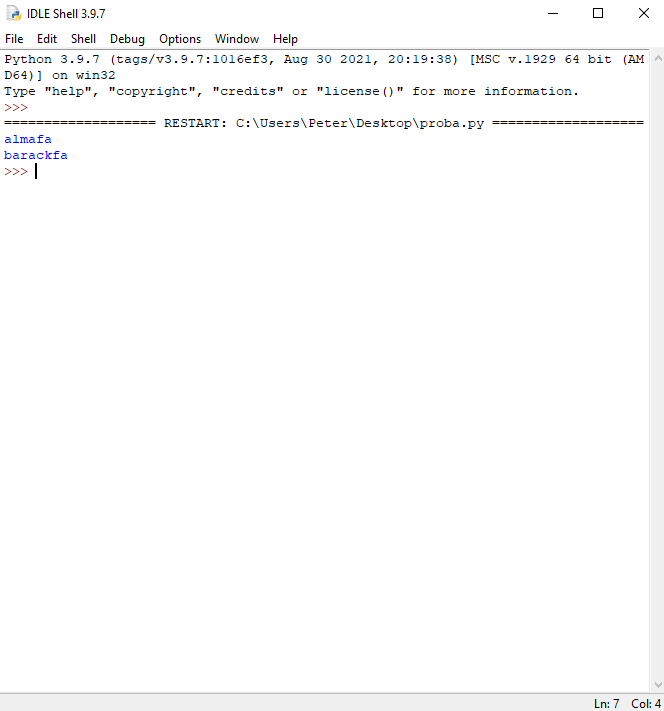 IDLE Shell 3.9.7
File Edit Shell Debug Options Window Help
Python 3.9.7 (tags/v3.9.7:1016ef3, Aug 30 2021, 20:19:38) [MSC v.1929 64 bit (AM
D64)] on win32
Type "help", "copyright", "credits" or "license()" for more information.
>>>
=================== RESTART: C:\Users\Peter\Desktop\proba.py ===================
almafa
barackfa
>>>
Ln: 7 Col: 4